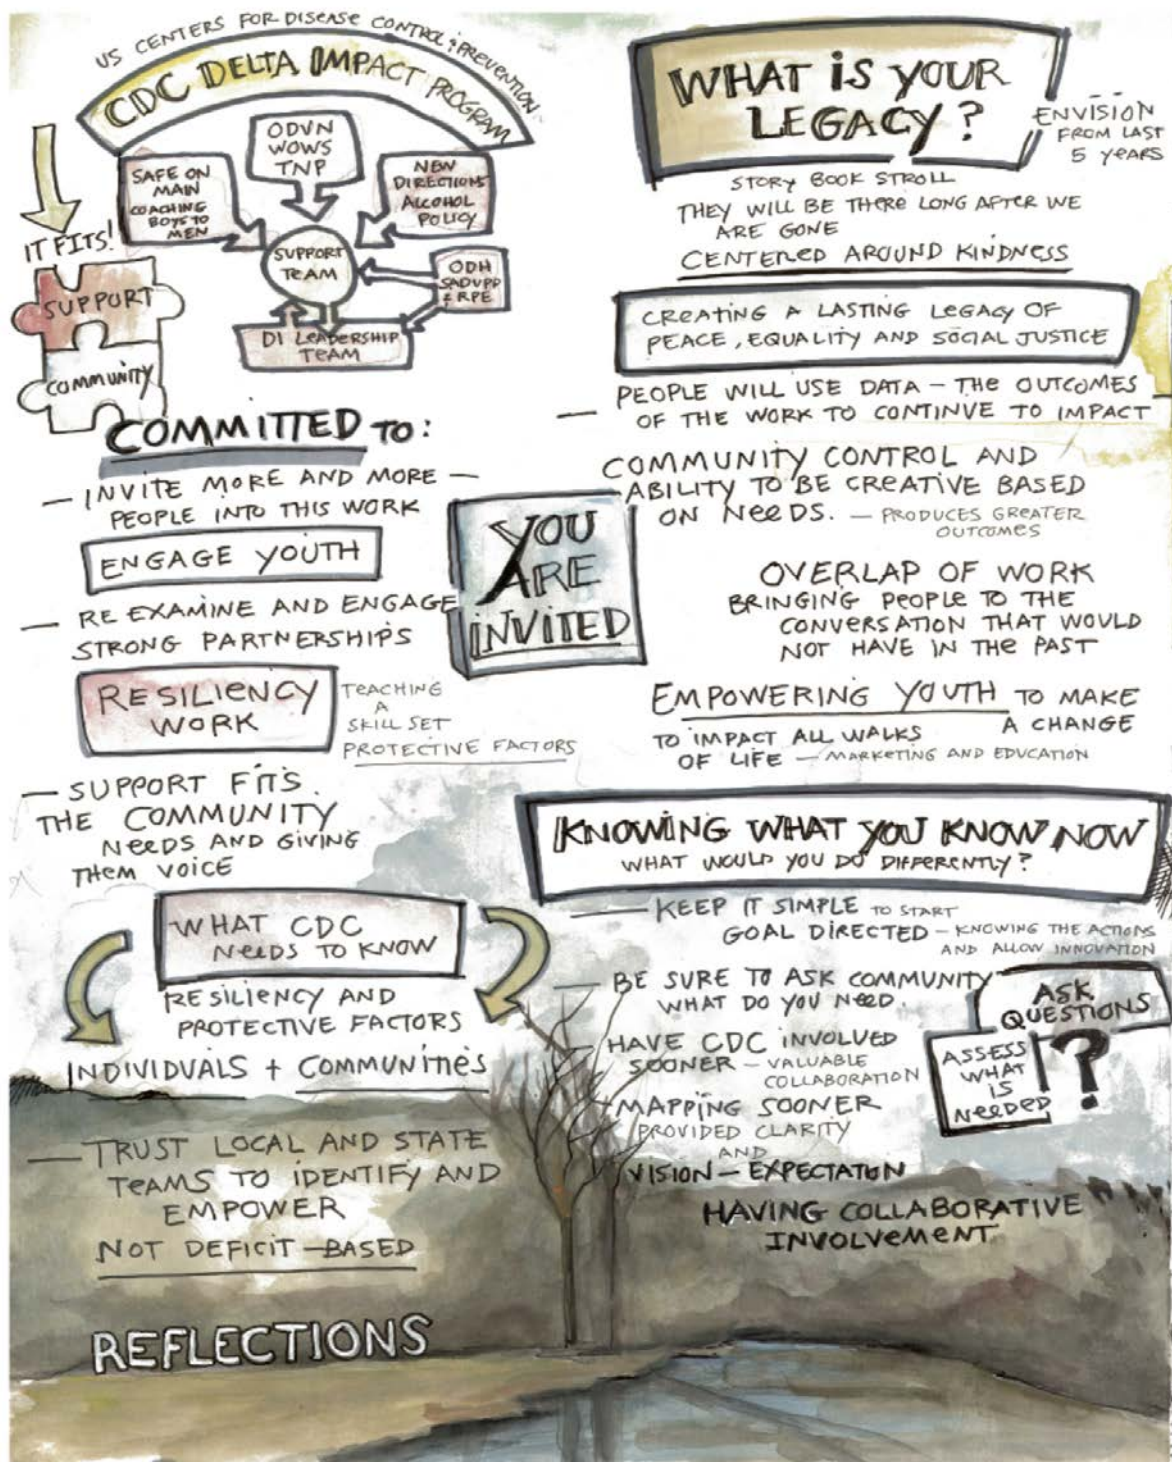 US CENTERS FOR DISEASE CONTROL & PREVENTION
CDC DELTA IMPACT PROGRAM
ODVN
WOWS
TNP
SAFE ON
MAIN
COACHING
BOYS TO
MEN
NEW
DIRECTIONS
ALCOHOL
POLICY
SUPPORT
TEAM
ODH
SADVPP
& RPE
DI LEADERSHIP
TEAM
IT FITS!
SUPPORT
COMMUNITY
COMMITTED TO:
— INVITE MORE AND MORE —
PEOPLE INTO THIS WORK
ENGAGE YOUTH
— RE EXAMINE AND ENGAGE
STRONG PARTNERSHIPS
RESILIENCY
WORK
TEACHING
A
SKILL SET
PROTECTIVE FACTORS
— SUPPORT FITS
THE COMMUNITY
NEEDS AND GIVING
THEM VOICE
YOU
ARE
INVITED
WHAT CDC
NEEDS TO KNOW
RESILIENCY AND
PROTECTIVE FACTORS
INDIVIDUALS + COMMUNITIES
— TRUST LOCAL AND STATE
TEAMS TO IDENTIFY AND
EMPOWER
NOT DEFICIT-BASED
REFLECTIONS
WHAT IS YOUR
LEGACY?
ENVISION
FROM LAST
5 YEARS
STORY BOOK STROLL
THEY WILL BE THERE LONG AFTER WE
ARE GONE
CENTERED AROUND KINDNESS
CREATING A LASTING LEGACY OF
PEACE, EQUALITY AND SOCIAL JUSTICE
— PEOPLE WILL USE DATA – THE OUTCOMES
OF THE WORK TO CONTINUE TO IMPACT
COMMUNITY CONTROL AND
ABILITY TO BE CREATIVE BASED
ON NEEDS. — PRODUCES GREATER
OUTCOMES
OVERLAP OF WORK
BRINGING PEOPLE TO THE
CONVERSATION THAT WOULD
NOT HAVE IN THE PAST
EMPOWERING YOUTH TO MAKE
A CHANGE
TO IMPACT ALL WALKS
OF LIFE — MARKETING AND EDUCATION
KNOWING WHAT YOU KNOW NOW
WHAT WOULD YOU DO DIFFERENTLY?
— KEEP IT SIMPLE TO START
GOAL DIRECTED – KNOWING THE ACTIONS
AND ALLOW INNOVATION
— BE SURE TO ASK COMMUNITY
WHAT DO YOU NEED.
— HAVE CDC INVOLVED
SOONER — VALUABLE
COLLABORATION
ASK
QUESTIONS
ASSESS
WHAT
IS
NEEDED
?
— MAPPING SOONER
PROVIDED CLARITY
AND
VISION — EXPECTATION
HAVING COLLABORATIVE
INVOLVEMENT